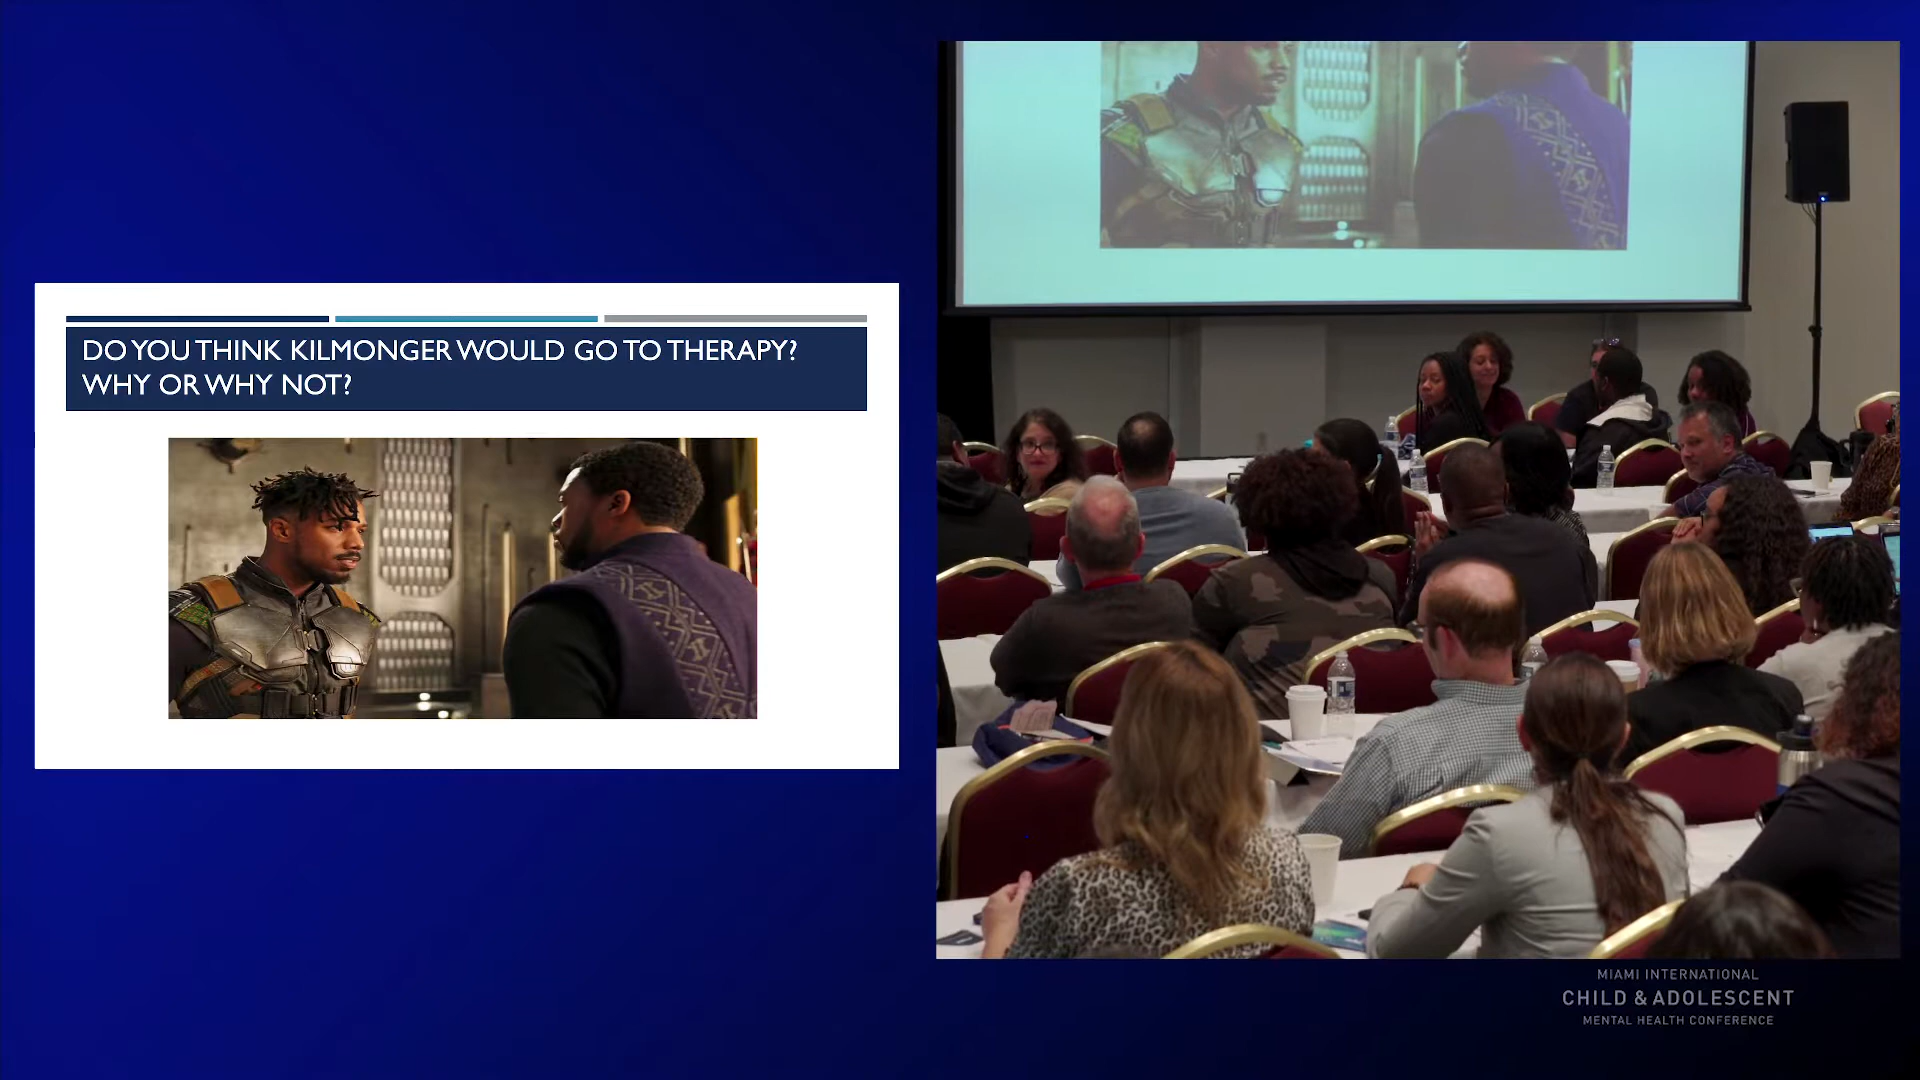 DO YOU THINK KILMONGER WOULD GO TO THERAPY?
WHY OR WHY NOT?
MIAMI INTERNATIONAL
CHILD & ADOLESCENT
MENTAL HEALTH CONFERENCE